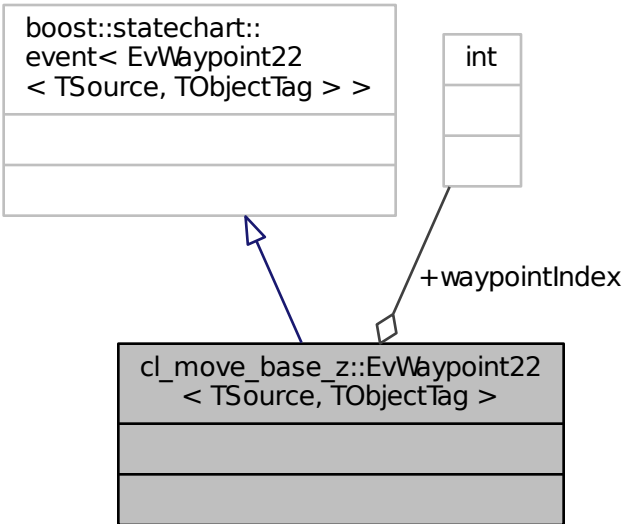 boost::statechart::
event< EvWaypoint22
< TSource, TObjectTag > >
int
+waypointIndex
cl_move_base_z::EvWaypoint22
< TSource, TObjectTag >